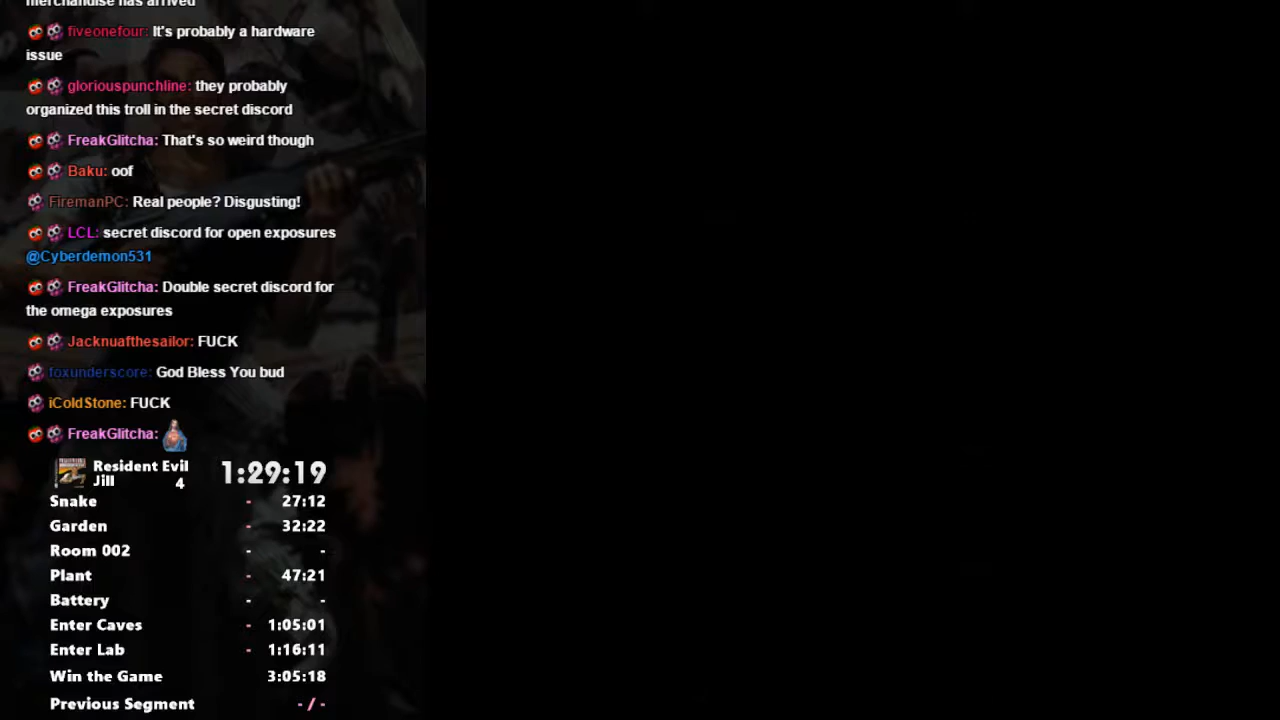 merchandise has arrived
fiveonefour: It's probably a hardware
issue
gloriouspunchline: they probably
organized this troll in the secret discord
FreakGlitcha: That's so weird though
Baku: oof
FiremanPC: Real people? Disgusting!
LCL: secret discord for open exposures
@Cyberdemon531
FreakGlitcha: Double secret discord for
the omega exposures
Jacknuafthesailor: FUCK
foxunderscore: God Bless You bud
iColdStone: FUCK
FreakGlitcha:
Resident Evil
Jill 4 1:29:19
Snake - 27:12
Garden - 32:22
Room 002 - -
Plant - 47:21
Battery - -
Enter Caves - 1:05:01
Enter Lab - 1:16:11
Win the Game 3:05:18
Previous Segment - / -